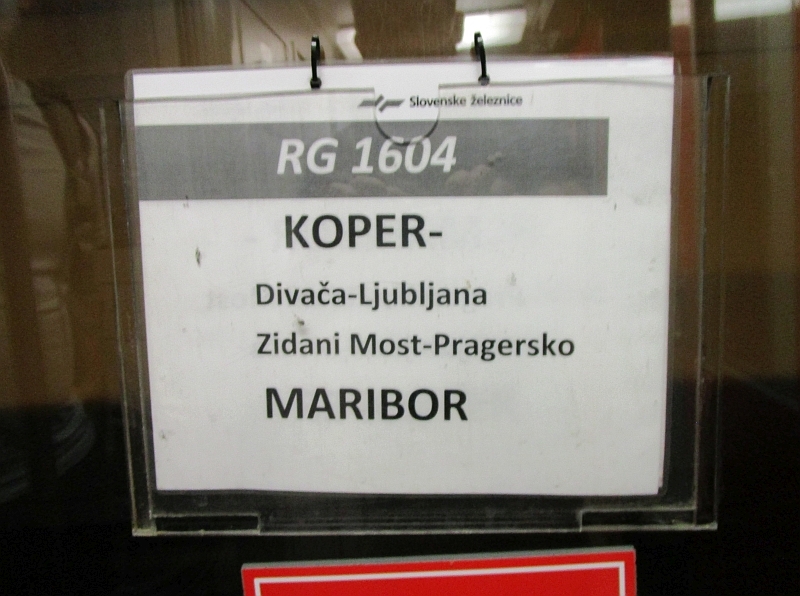 Slovenske železnice
RG 1604
KOPER-
Divača-Ljubljana
Zidani Most-Pragersko
MARIBOR